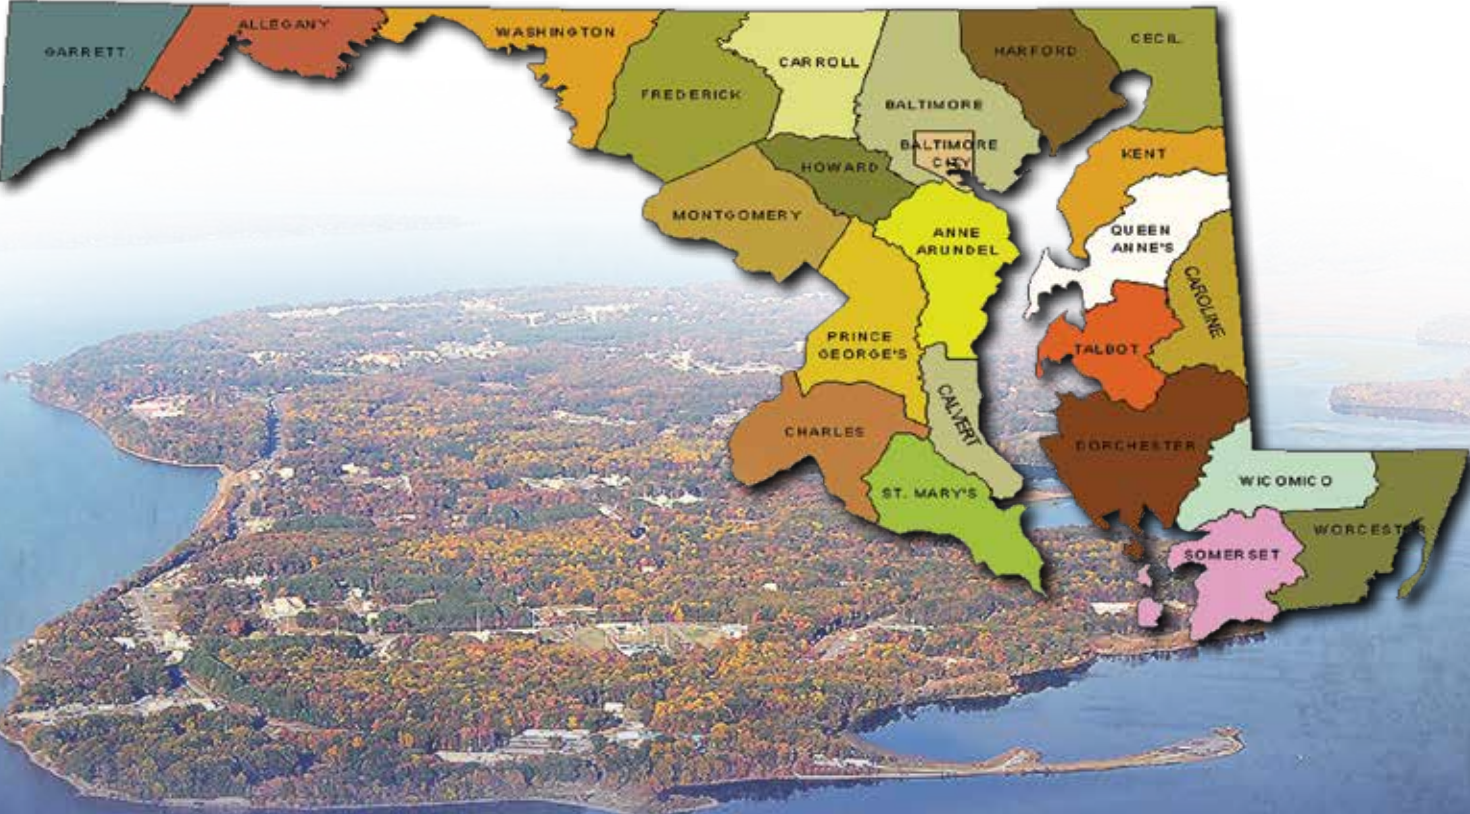 GARRETT
ALLEGANY
WASHINGTON
FREDERICK
CARROLL
BALTIMORE
HARFORD
CECIL
BALTIMORE
CITY
HOWARD
KENT
MONTGOMERY
ANNE
ARUNDEL
QUEEN
ANNE'S
CAROLINE
PRINCE
GEORGE'S
TALBOT
CALVERT
CHARLES
DORCHESTER
ST. MARY'S
WICOMICO
WORCESTER
SOMERSET